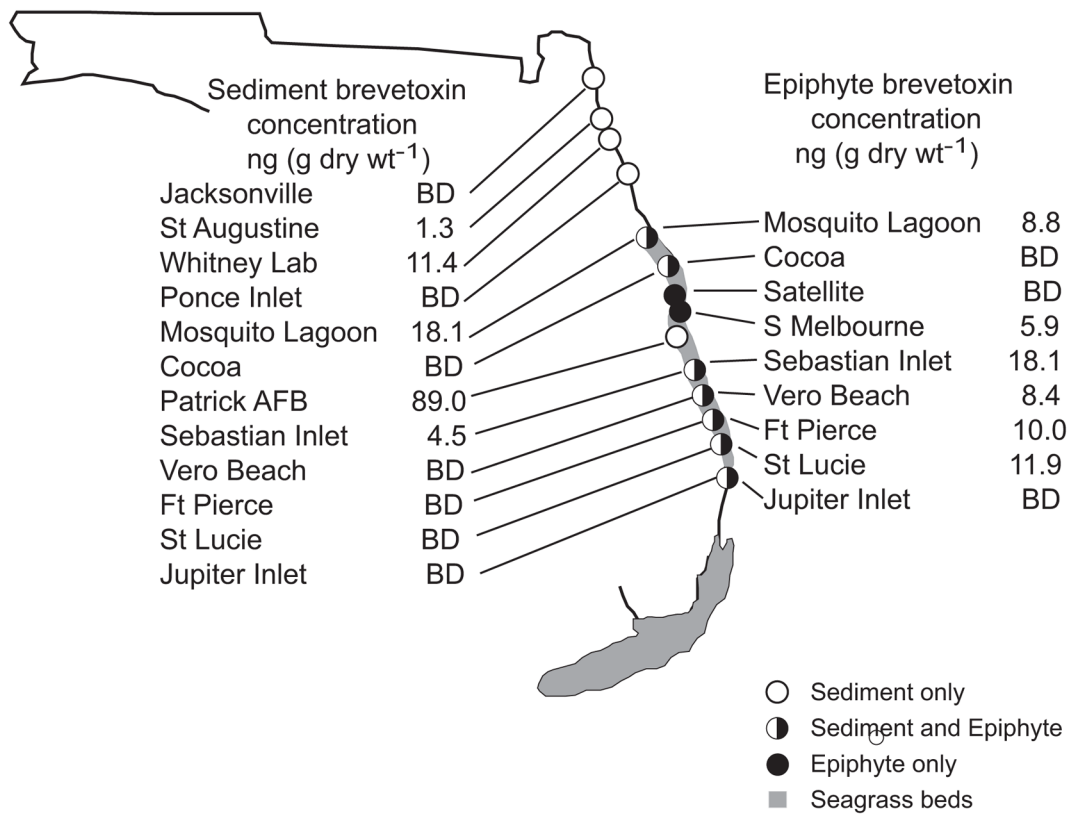 Sediment brevetoxin
concentration
ng (g dry wt⁻¹)
Jacksonville BD
St Augustine 1.3
Whitney Lab 11.4
Ponce Inlet BD
Mosquito Lagoon 18.1
Cocoa BD
Patrick AFB 89.0
Sebastian Inlet 4.5
Vero Beach BD
Ft Pierce BD
St Lucie BD
Jupiter Inlet BD
Epiphyte brevetoxin
concentration
ng (g dry wt⁻¹)
Mosquito Lagoon 8.8
Cocoa BD
Satellite BD
S Melbourne 5.9
Sebastian Inlet 18.1
Vero Beach 8.4
Ft Pierce 10.0
St Lucie 11.9
Jupiter Inlet BD
Sediment only
Sediment and Epiphyte
Epiphyte only
Seagrass beds